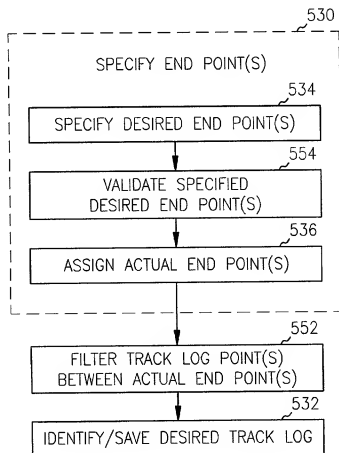 530
SPECIFY END POINT(S)
534
SPECIFY DESIRED END POINT(S)
554
VALIDATE SPECIFIED
DESIRED END POINT(S)
536
ASSIGN ACTUAL END POINT(S)
552
FILTER TRACK LOG POINT(S)
BETWEEN ACTUAL END POINT(S)
532
IDENTIFY/SAVE DESIRED TRACK LOG